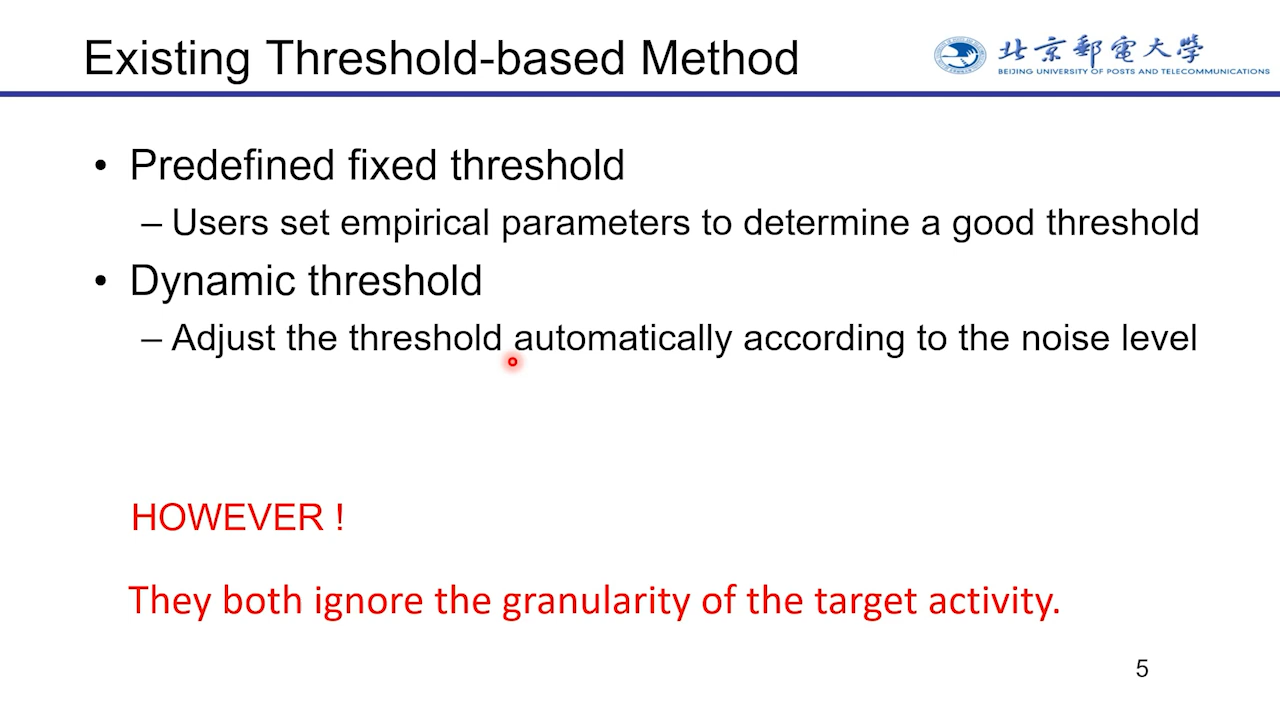 Existing Threshold-based Method
北京郵電大學
BEIJING UNIVERSITY OF POSTS AND TELECOMMUNICATIONS
• Predefined fixed threshold
– Users set empirical parameters to determine a good threshold
• Dynamic threshold
– Adjust the threshold automatically according to the noise level
HOWEVER !
They both ignore the granularity of the target activity.
5